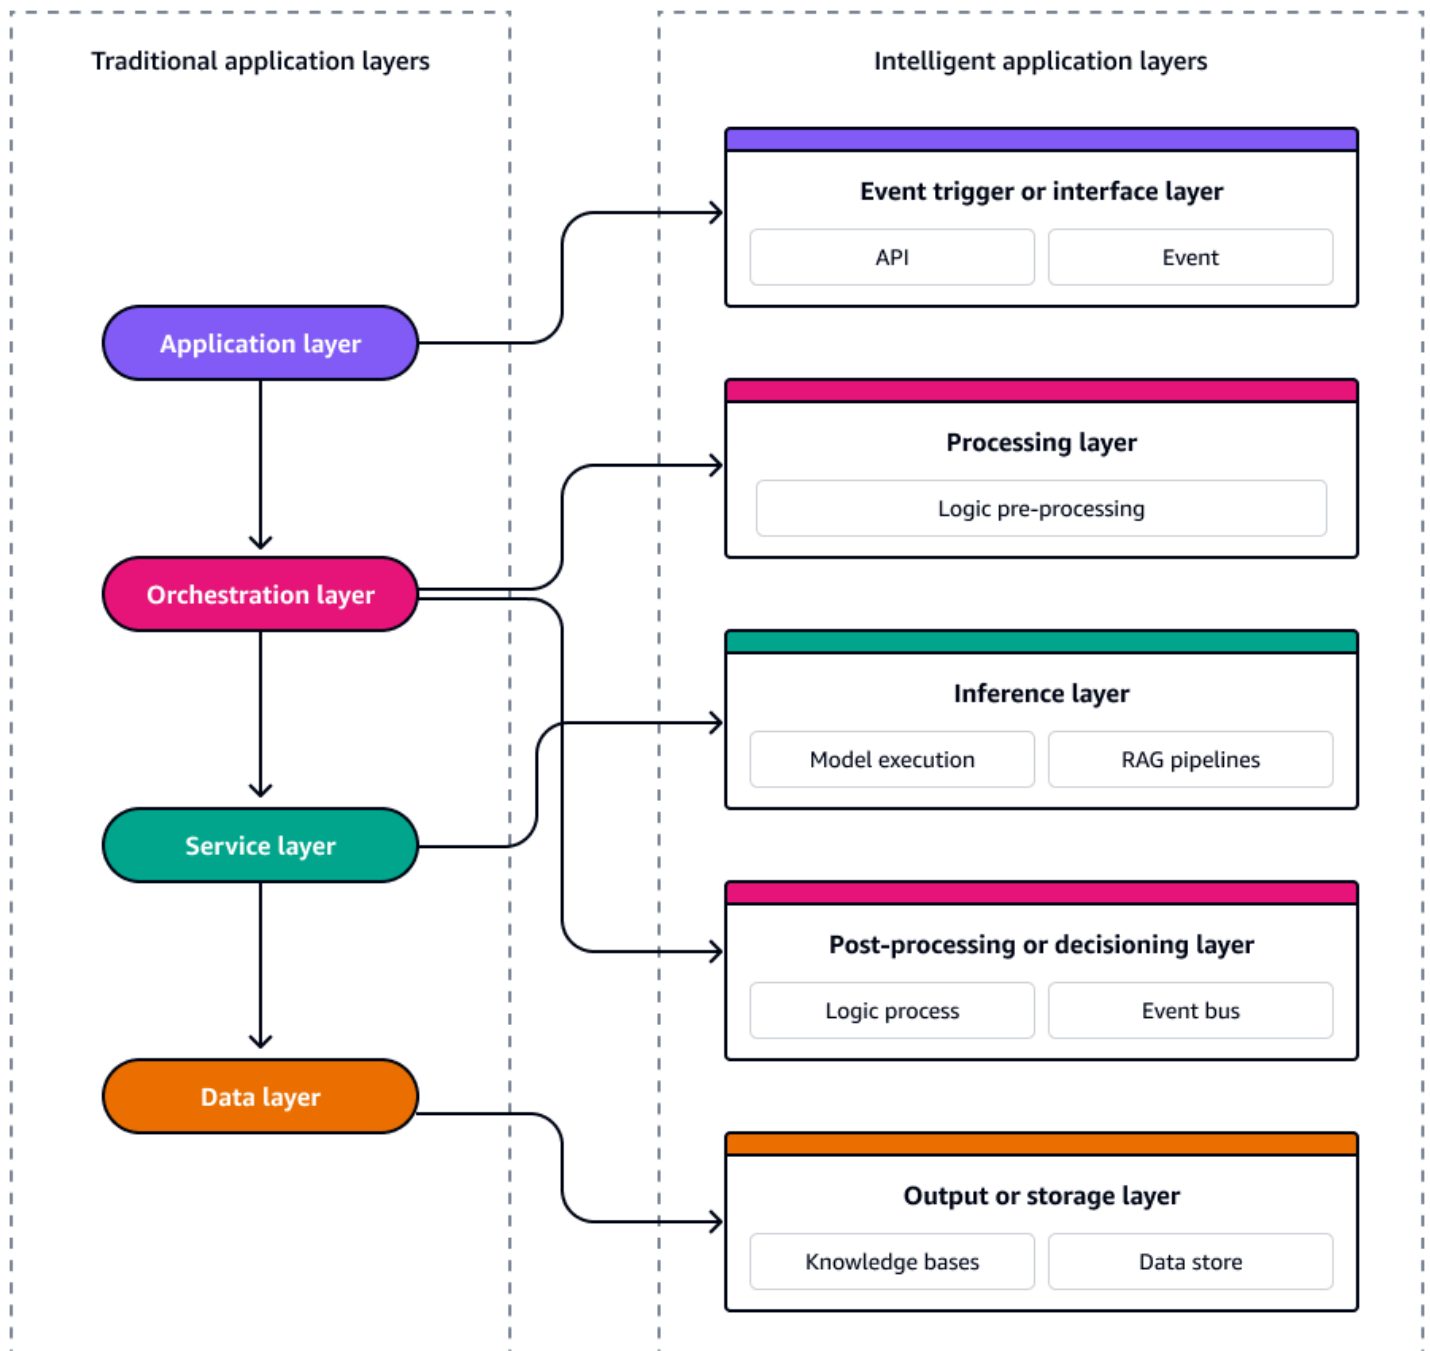 Traditional application layers
Application layer
Orchestration layer
Service layer
Data layer
Intelligent application layers
Event trigger or interface layer
API
Event
Processing layer
Logic pre-processing
Inference layer
Model execution
RAG pipelines
Post-processing or decisioning layer
Logic process
Event bus
Output or storage layer
Knowledge bases
Data store